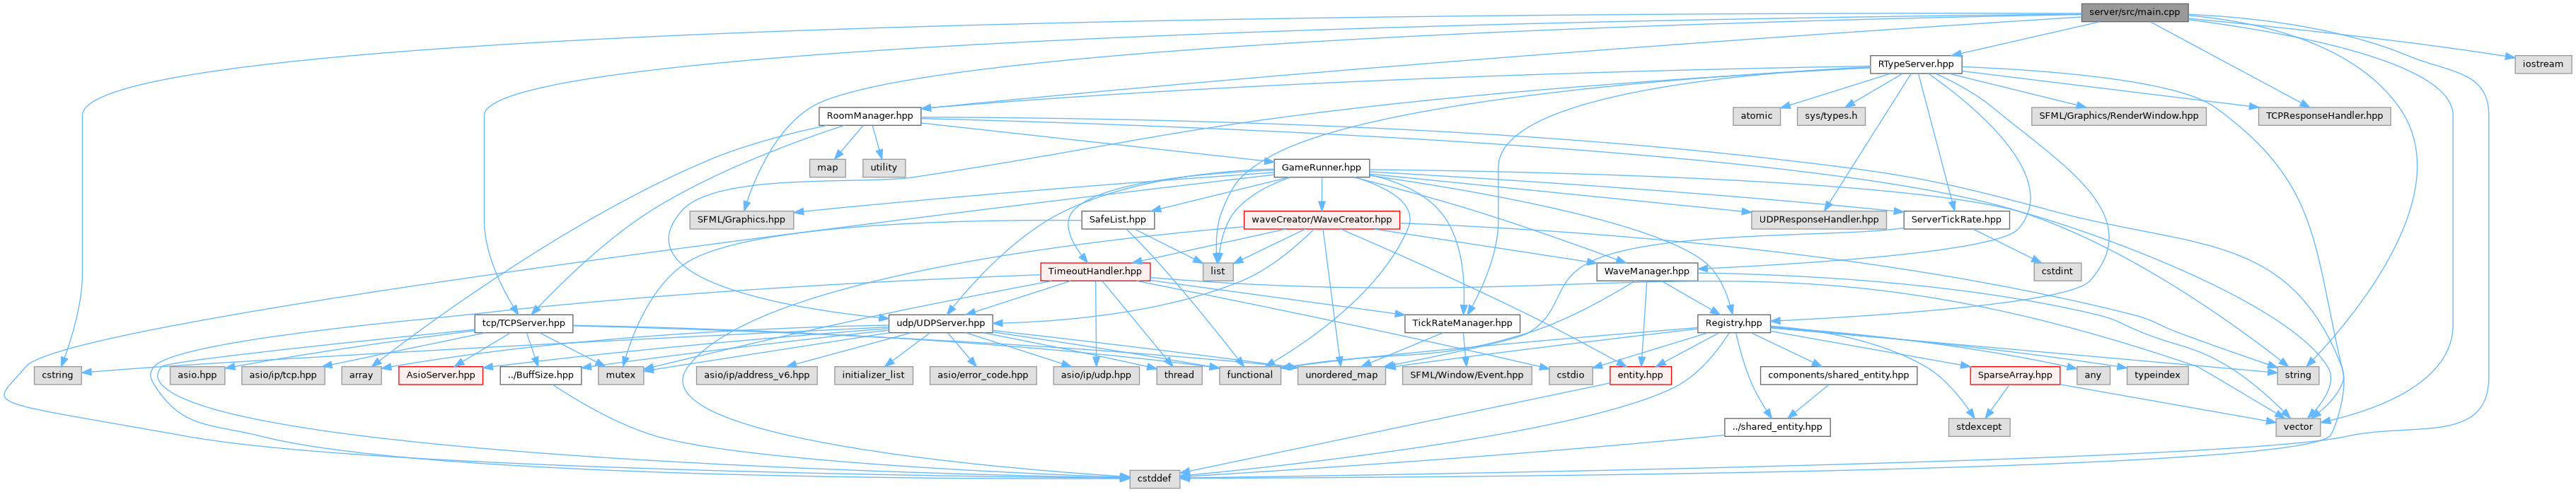 server/src/main.cpp
RTypeServer.hpp
iostream
RoomManager.hpp
atomic
sys/types.h
SFML/Graphics/RenderWindow.hpp
TCPResponseHandler.hpp
map
utility
GameRunner.hpp
SFML/Graphics.hpp
SafeList.hpp
waveCreator/WaveCreator.hpp
UDPResponseHandler.hpp
ServerTickRate.hpp
TimeoutHandler.hpp
list
WaveManager.hpp
cstdint
tcp/TCPServer.hpp
udp/UDPServer.hpp
TickRateManager.hpp
Registry.hpp
cstring
asio.hpp
asio/ip/tcp.hpp
array
AsioServer.hpp
../BuffSize.hpp
mutex
asio/ip/address_v6.hpp
initializer_list
asio/error_code.hpp
asio/ip/udp.hpp
thread
functional
unordered_map
SFML/Window/Event.hpp
cstdio
entity.hpp
components/shared_entity.hpp
SparseArray.hpp
any
typeindex
string
../shared_entity.hpp
stdexcept
vector
cstddef